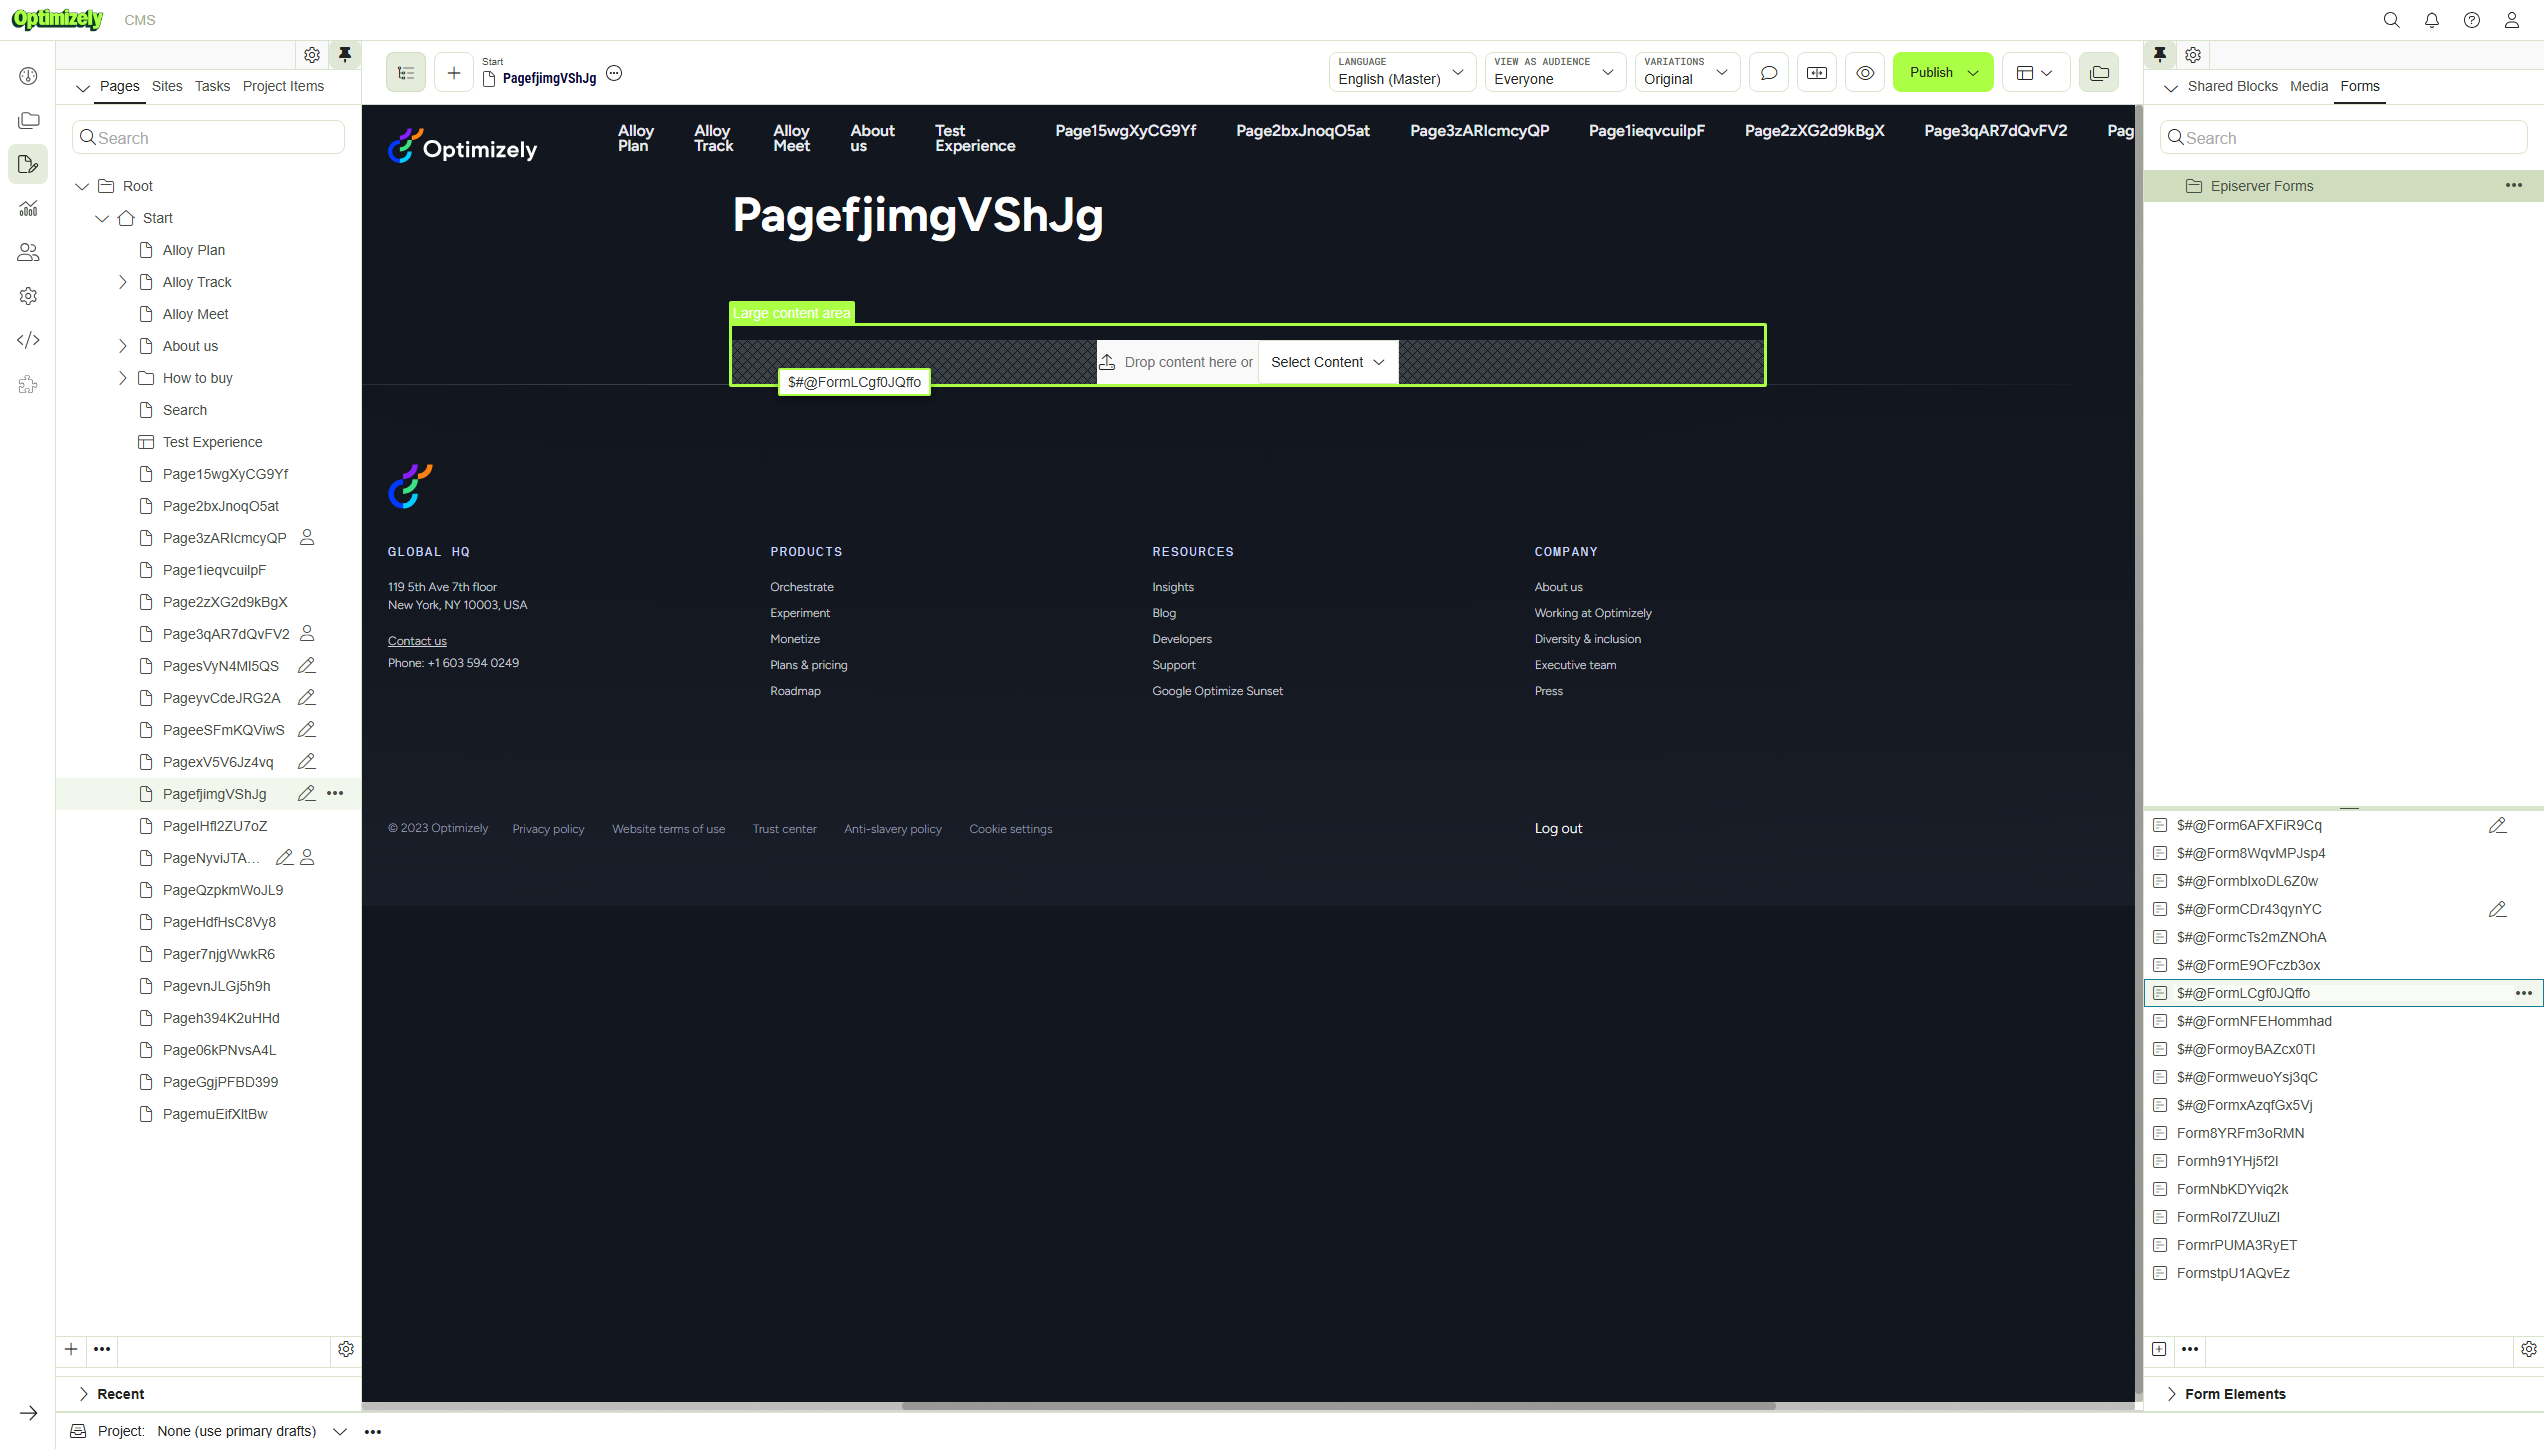 Optimizely
CMS
Pages Sites Tasks Project Items
Search
Root
Start
Alloy Plan
Alloy Track
Alloy Meet
About us
How to buy
Search
Test Experience
Page15wgXyCG9Yf
Page2bxJnoqO5at
Page3zARIcmcyQP
Page1ieqvcuilpF
Page2zXG2d9kBgX
Page3qAR7dQvFV2
PagesVyN4MI5QS
PageyvCdeJRG2A
PageeSFmKQViwS
PagexV5V6Jz4vq
PagefjimgVShJg
PageIHfl2ZU7oZ
PageNyviJTA...
PageQzpkmWoJL9
PageHdfHsC8Vy8
Pager7njgWwkR6
PagevnJLGj5h9h
Pageh394K2uHHd
Page06kPNvsA4L
PageGgjPFBD399
PagemuEifXltBw
Recent
Project: None (use primary drafts)
Start
PagefjimgVShJg
LANGUAGE
English (Master)
VIEW AS AUDIENCE
Everyone
VARIATIONS
Original
Publish
Optimizely
Alloy Plan
Alloy Track
Alloy Meet
About us
Test Experience
Page15wgXyCG9Yf
Page2bxJnoqO5at
Page3zARIcmcyQP
Page1ieqvcuilpF
Page2zXG2d9kBgX
Page3qAR7dQvFV2
Pag
PagefjimgVShJg
Large content area
Drop content here or Select Content
$#@FormLCgf0JQffo
GLOBAL HQ
119 5th Ave 7th floor
New York, NY 10003, USA
Contact us
Phone: +1 603 594 0249
PRODUCTS
Orchestrate
Experiment
Monetize
Plans & pricing
Roadmap
RESOURCES
Insights
Blog
Developers
Support
Google Optimize Sunset
COMPANY
About us
Working at Optimizely
Diversity & inclusion
Executive team
Press
© 2023 Optimizely Privacy policy Website terms of use Trust center Anti-slavery policy Cookie settings
Log out
Shared Blocks Media Forms
Search
Episerver Forms
$#@Form6AFXFiR9Cq
$#@Form8WqvMPJsp4
$#@FormbIxoDL6Z0w
$#@FormCDr43qynYC
$#@FormcTs2mZNOhA
$#@FormE9OFczb3ox
$#@FormLCgf0JQffo
$#@FormNFEHommhad
$#@FormoyBAZcx0TI
$#@FormweuoYsj3qC
$#@FormxAzqfGx5Vj
Form8YRFm3oRMN
Formh91YHj5f2I
FormNbKDYviq2k
FormRol7ZUluZI
FormrPUMA3RyET
FormstpU1AQvEz
Form Elements